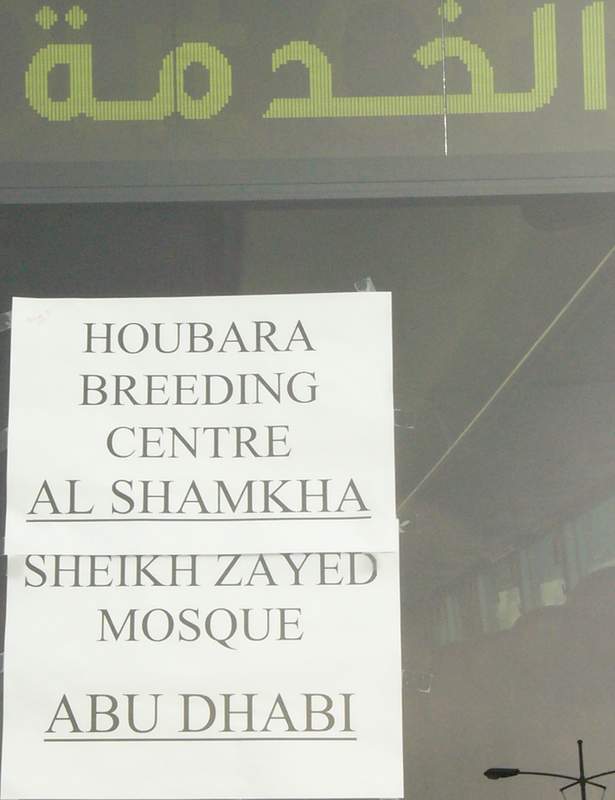 الخدمة
HOUBARA
BREEDING
CENTRE
AL SHAMKHA
SHEIKH ZAYED
MOSQUE
ABU DHABI